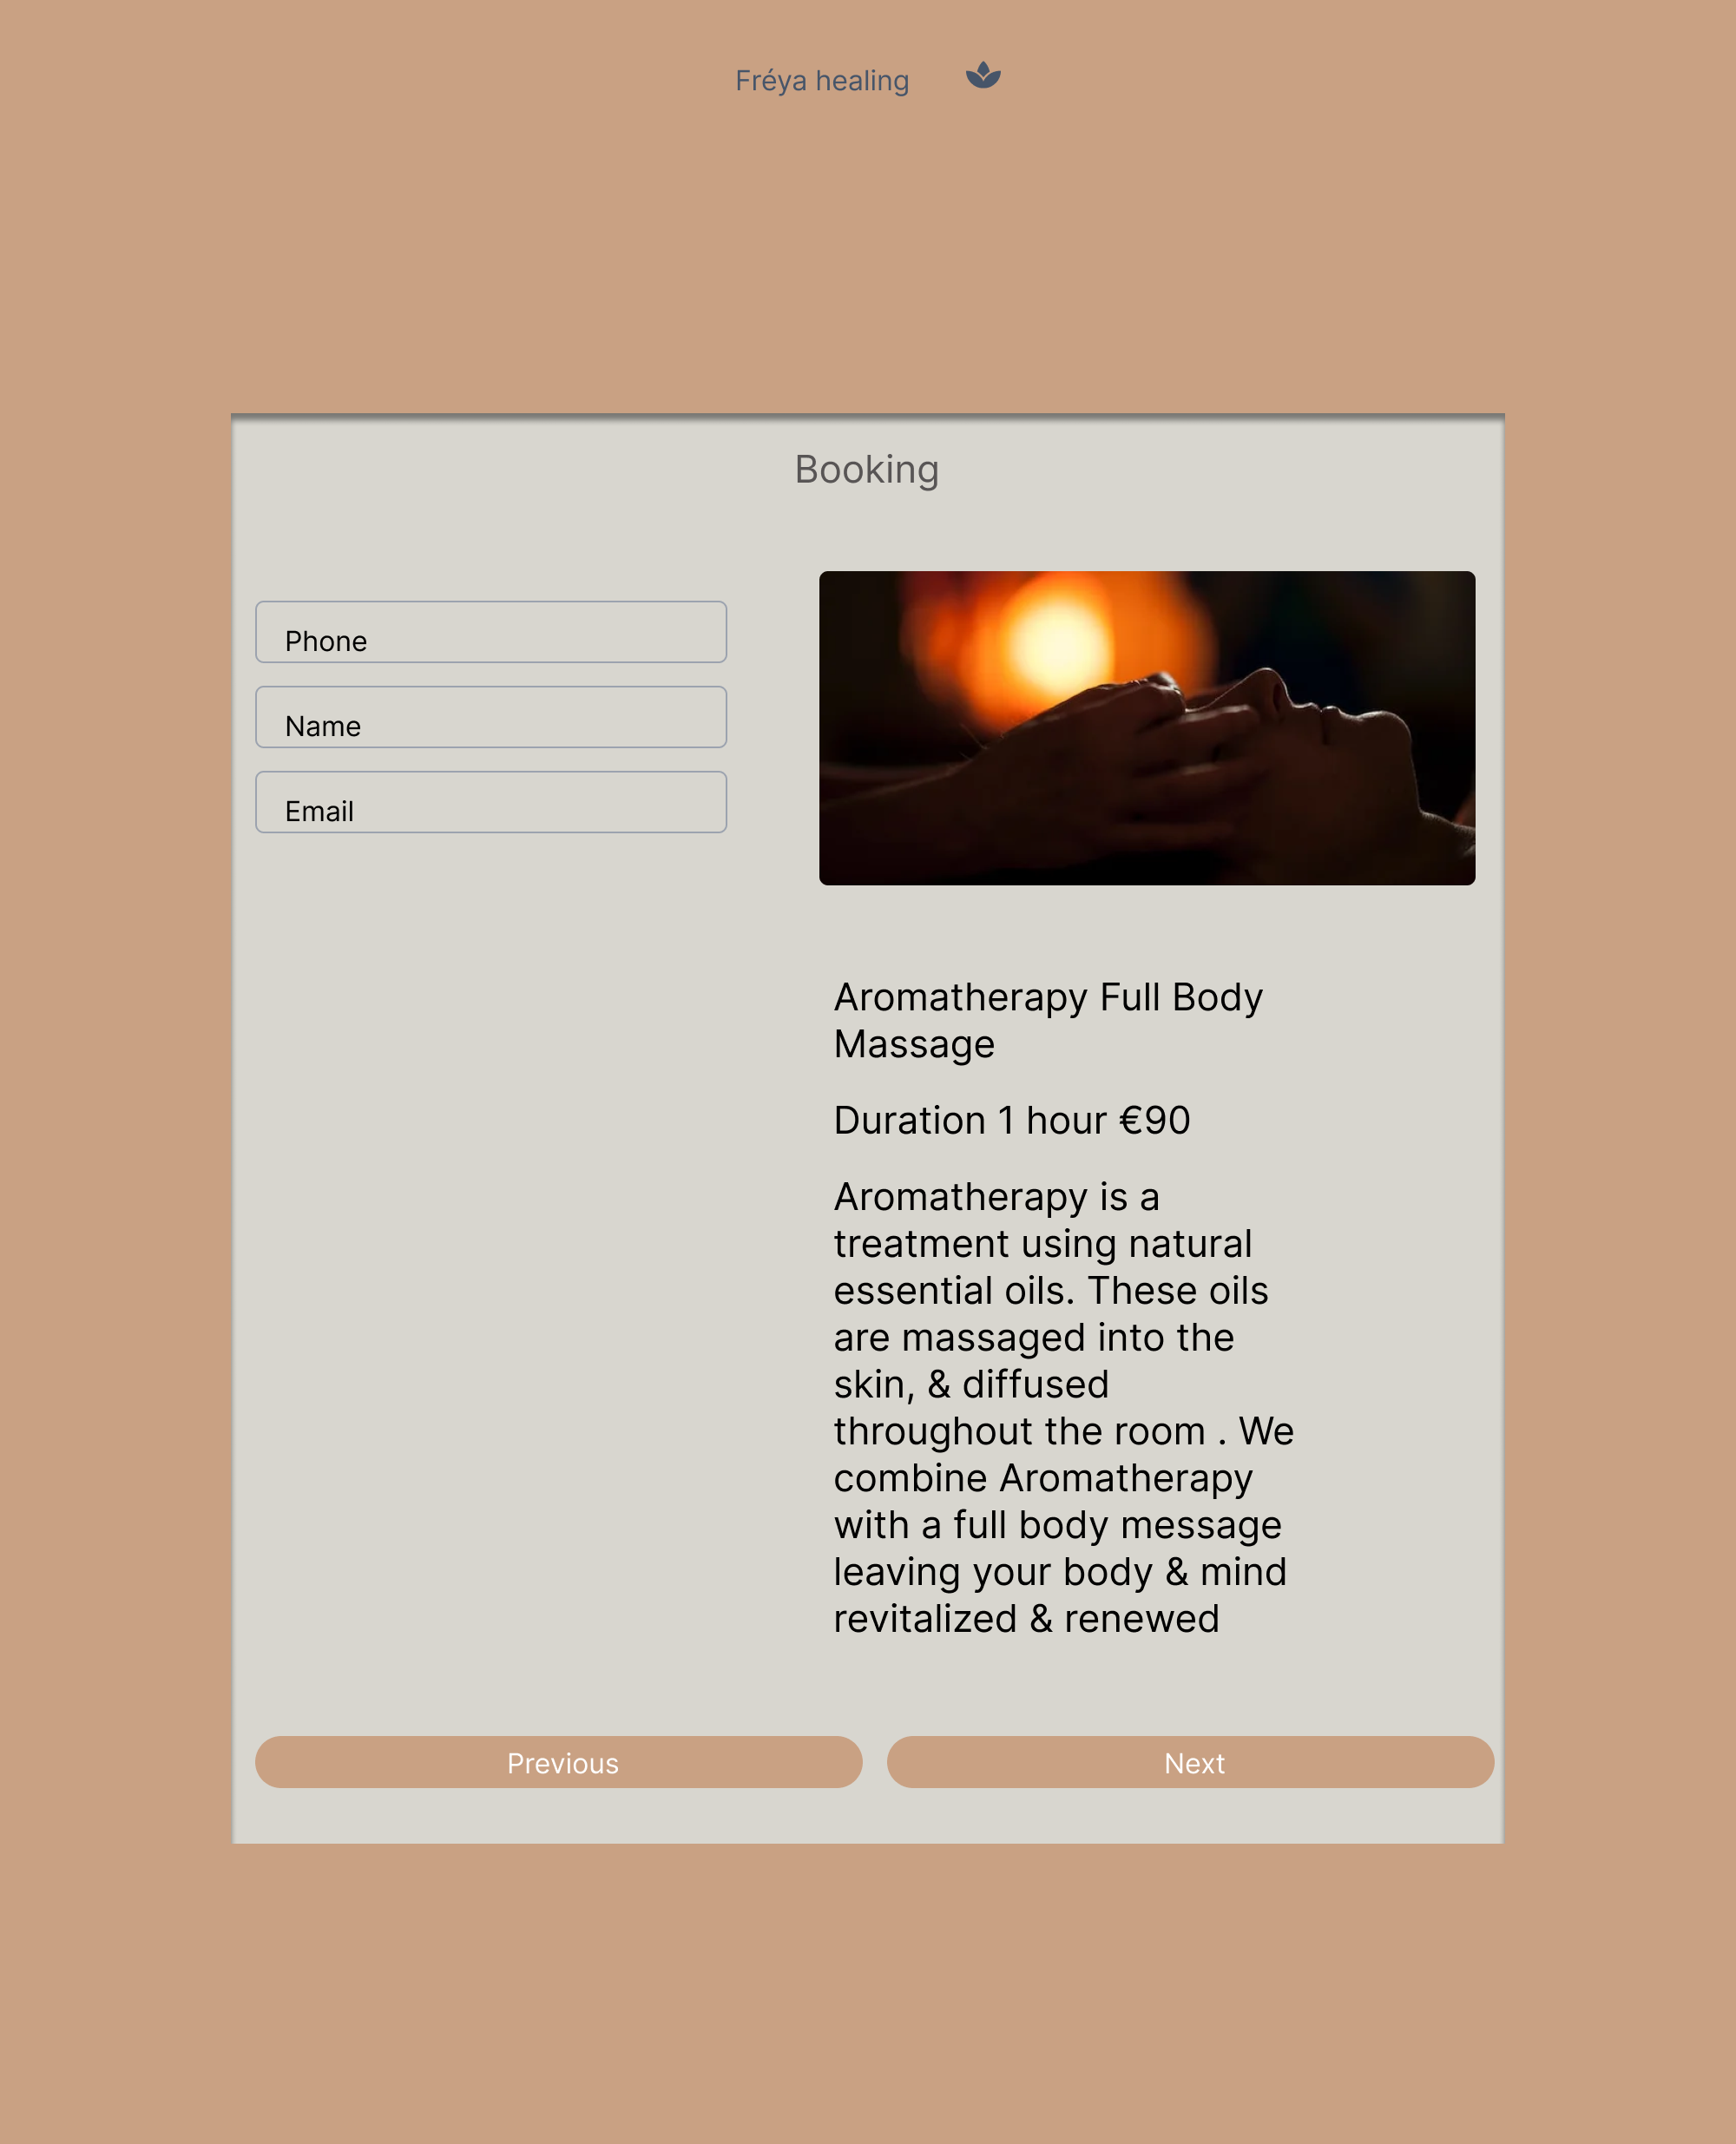 Fréya healing
Booking
Phone
Name
Email
Aromatherapy Full Body
Massage
Duration 1 hour €90
Aromatherapy is a
treatment using natural
essential oils. These oils
are massaged into the
skin, & diffused
throughout the room . We
combine Aromatherapy
with a full body message
leaving your body & mind
revitalized & renewed
Previous
Next